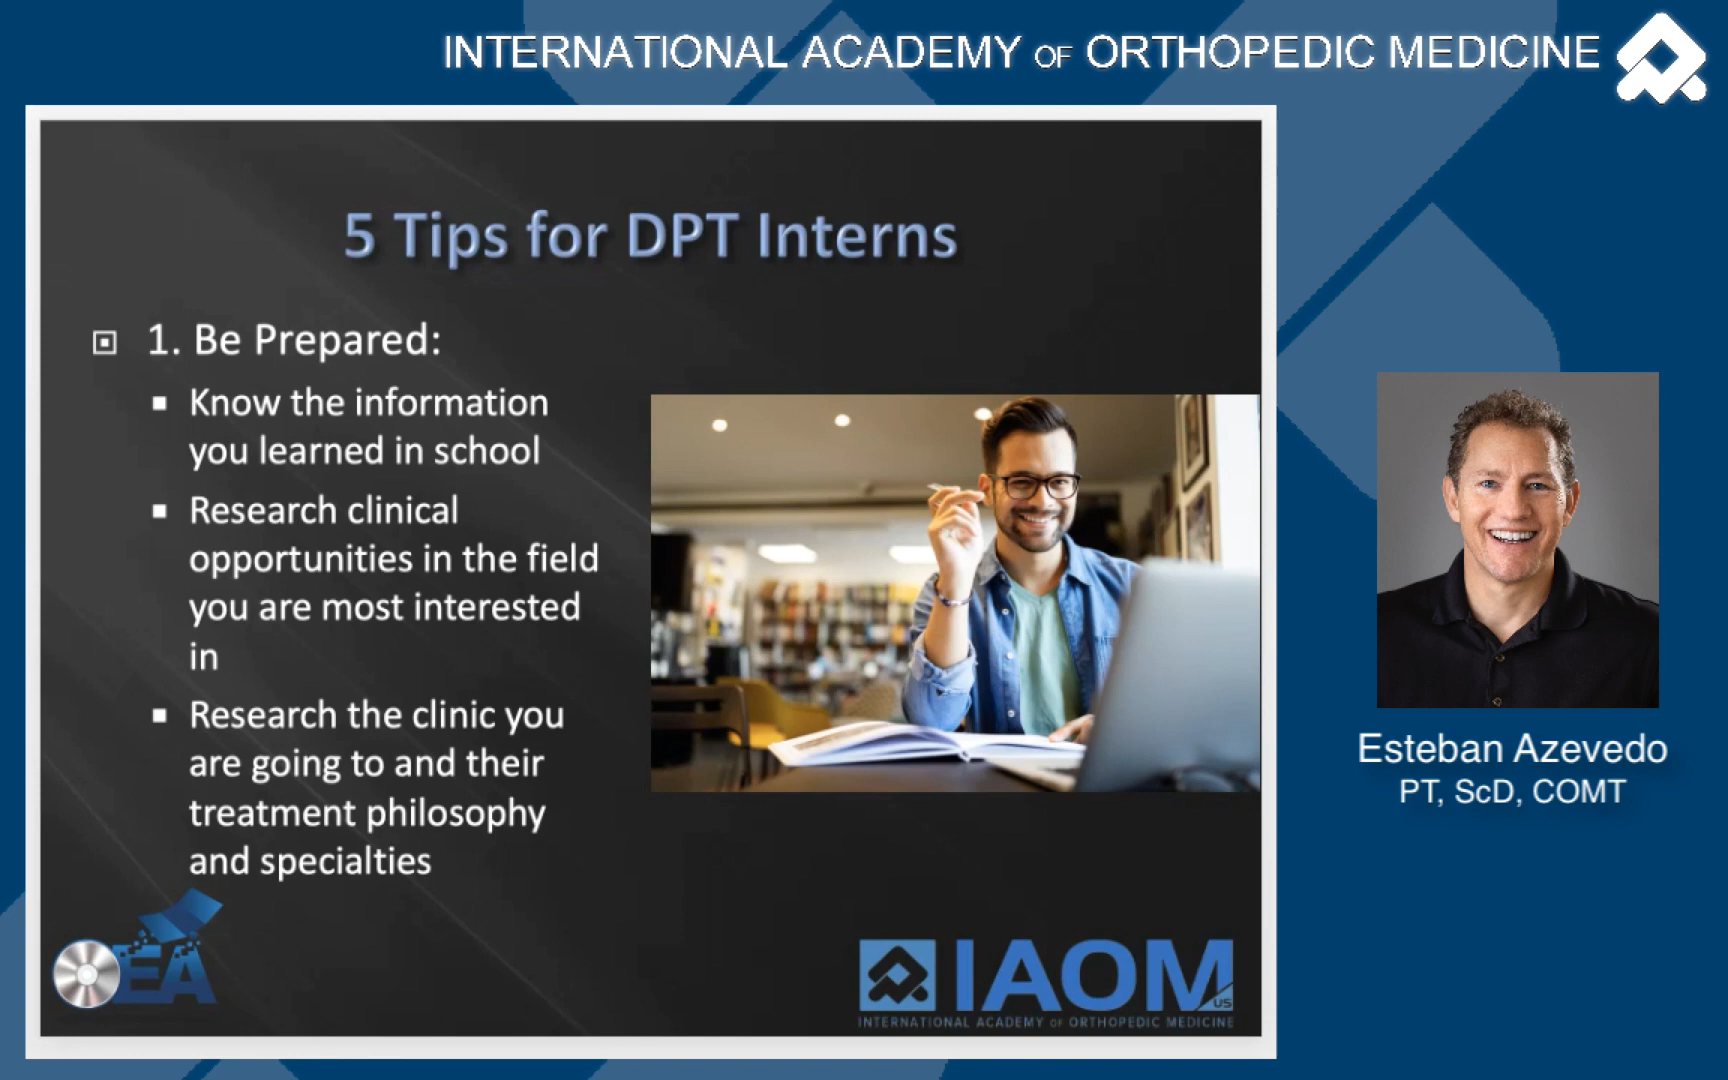 INTERNATIONAL ACADEMY OF ORTHOPEDIC MEDICINE
5 Tips for DPT Interns
1. Be Prepared:
Know the information
you learned in school
Research clinical
opportunities in the field
you are most interested
in
Research the clinic you
are going to and their
treatment philosophy
and specialties
Esteban Azevedo
PT, ScD, COMT
EA
IAOM
US
INTERNATIONAL ACADEMY OF ORTHOPEDIC MEDICINE